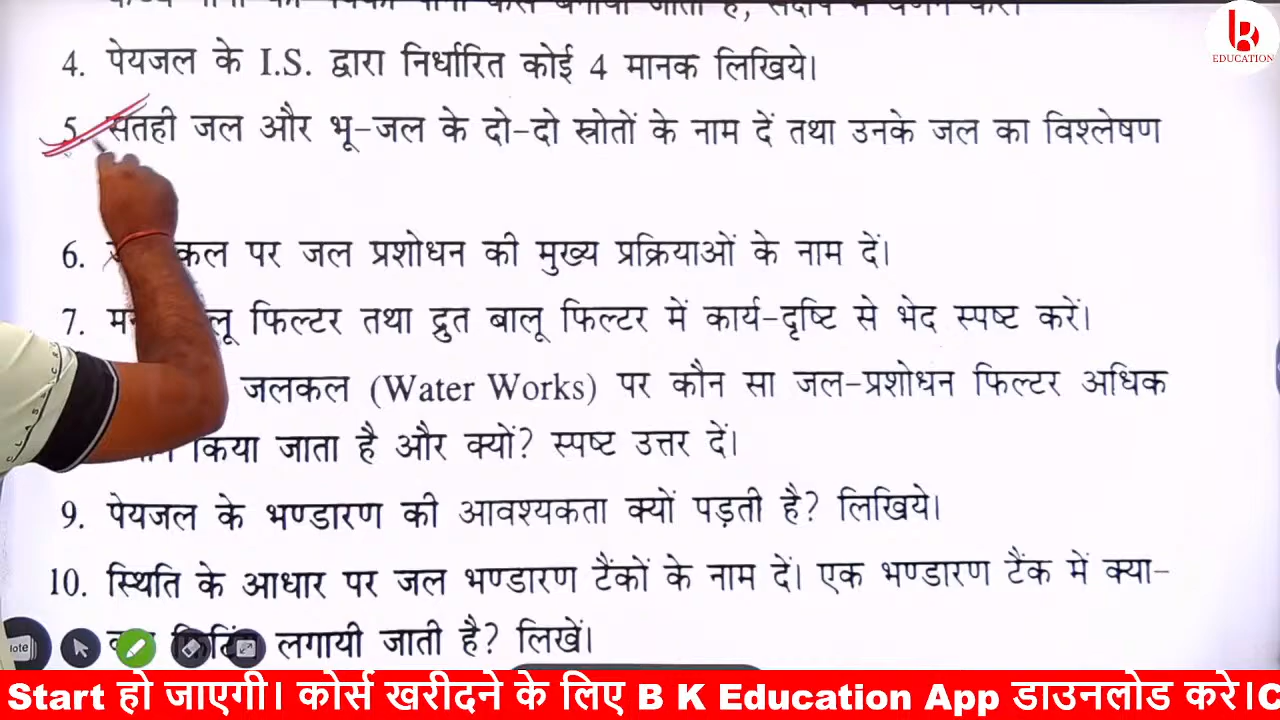 4. पेयजल के I.S. द्वारा निर्धारित कोई 4 मानक लिखिये।
5. सतही जल और भू-जल के दो-दो स्रोतों के नाम दें तथा उनके जल का विश्लेषण
6. पर जल प्रशोधन की मुख्य प्रक्रियाओं के नाम दें।
7. फिल्टर तथा द्रुत बालू फिल्टर में कार्य-दृष्टि से भेद स्पष्ट करें।
जलकल (Water Works) पर कौन सा जल-प्रशोधन फिल्टर अधिक
किया जाता है और क्यों? स्पष्ट उत्तर दें।
9. पेयजल के भण्डारण की आवश्यकता क्यों पड़ती है? लिखिये।
10. स्थिति के आधार पर जल भण्डारण टैंकों के नाम दें। एक भण्डारण टैंक में क्या-
लगायी जाती है? लिखें।
EDUCATION
Start हो जाएगी। कोर्स खरीदने के लिए B K Education App डाउनलोड करे।